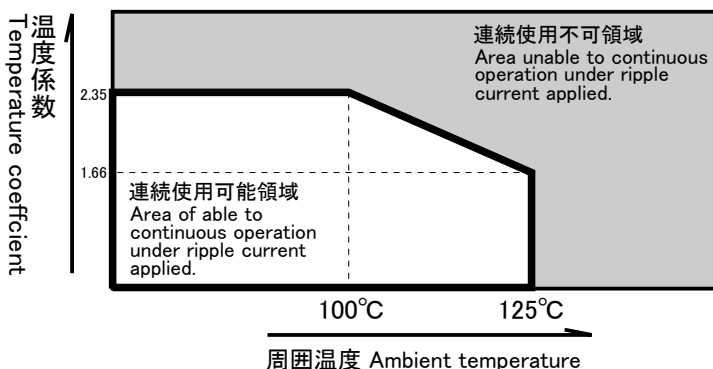 温度係数
Temperature coeffcient
連続使用不可領域
Area unable to continuous
operation under ripple
current applied.
2.35
1.66
連続使用可能領域
Area of able to
continuous operation
under ripple current
applied.
100℃
125℃
周囲温度 Ambient temperature